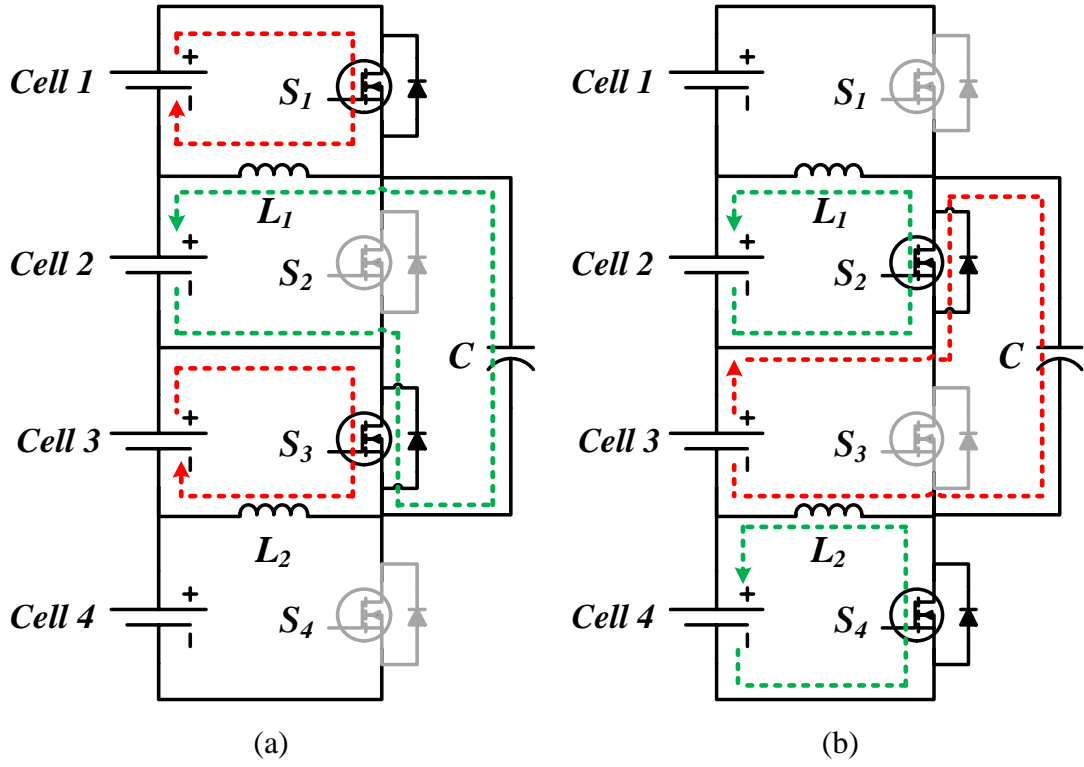 Cell 1
+
S1
L1
Cell 2
+
S2
C
Cell 3
+
S3
L2
Cell 4
+
S4
(a)
Cell 1
+
S1
L1
Cell 2
+
S2
C
Cell 3
+
S3
L2
Cell 4
+
S4
(b)